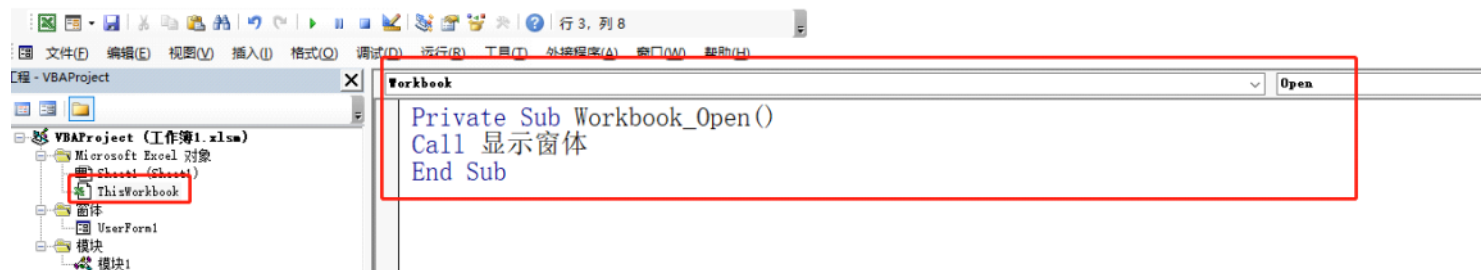 行 3, 列 8
文件(F) 编辑(E) 视图(V) 插入(I) 格式(O) 调试(D) 运行(R) 工具(T) 外接程序(A) 窗口(W) 帮助(H)
工程 - VBAProject
Workbook
Open
VBAProject (工作簿1.xlsm)
Microsoft Excel 对象
Sheet1 (Sheet1)
ThisWorkbook
窗体
UserForm1
模块
模块1
Private Sub Workbook_Open()
Call 显示窗体
End Sub